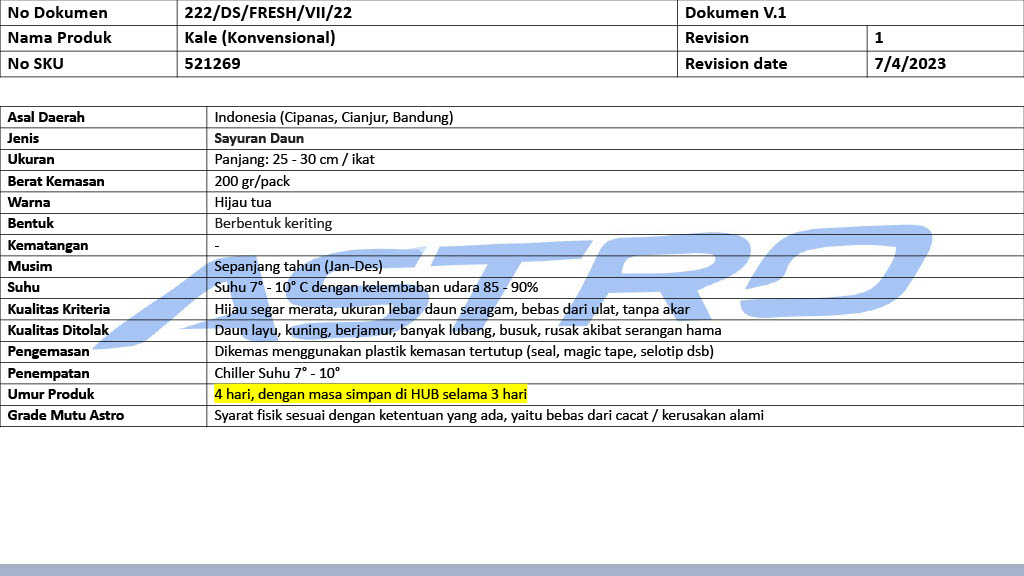 No Dokumen 222/DS/FRESH/VII/22 Dokumen V.1
Nama Produk Kale (Konvensional) Revision 1
No SKU 521269 Revision date 7/4/2023
Asal Daerah Indonesia (Cipanas, Cianjur, Bandung)
Jenis Sayuran Daun
Ukuran Panjang: 25 - 30 cm / ikat
Berat Kemasan 200 gr/pack
Warna Hijau tua
Bentuk Berbentuk keriting
Kematangan -
Musim Sepanjang tahun (Jan-Des)
Suhu Suhu 7° - 10° C dengan kelembaban udara 85 - 90%
Kualitas Kriteria Hijau segar merata, ukuran lebar daun seragam, bebas dari ulat, tanpa akar
Kualitas Ditolak Daun layu, kuning, berjamur, banyak lubang, busuk, rusak akibat serangan hama
Pengemasan Dikemas menggunakan plastik kemasan tertutup (seal, magic tape, selotip dsb)
Penempatan Chiller Suhu 7° - 10°
Umur Produk 4 hari, dengan masa simpan di HUB selama 3 hari
Grade Mutu Astro Syarat fisik sesuai dengan ketentuan yang ada, yaitu bebas dari cacat / kerusakan alami
ASTRO